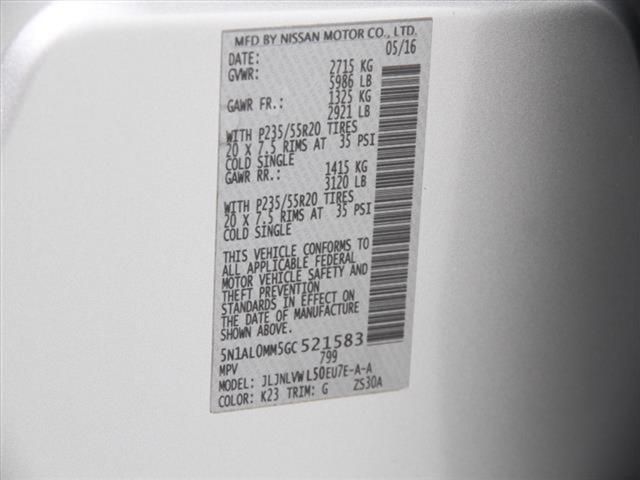 MFD BY NISSAN MOTOR CO., LTD.
DATE: 05/16
GVWR: 2715 KG
5986 LB
GAWR FR.: 1325 KG
2921 LB
WITH P235/55R20 TIRES
20 X 7.5 RIMS AT 35 PSI
COLD SINGLE
GAWR RR.: 1415 KG
3120 LB
WITH P235/55R20 TIRES
20 X 7.5 RIMS AT 35 PSI
COLD SINGLE
THIS VEHICLE CONFORMS TO
ALL APPLICABLE FEDERAL
MOTOR VEHICLE SAFETY AND
THEFT PREVENTION
STANDARDS IN EFFECT ON
THE DATE OF MANUFACTURE
SHOWN ABOVE.
5N1AL0MM5GC521583
MPV 799
MODEL: JLJNLVWL50EU7E-A-A
COLOR: K23 TRIM: G ZS30A